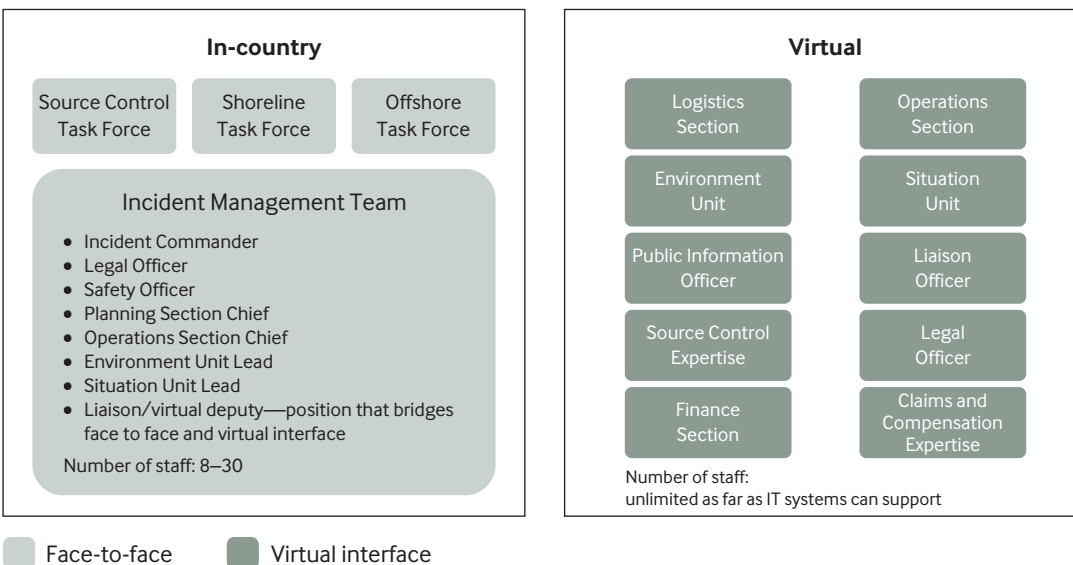 In-country
Source Control
Task Force
Shoreline
Task Force
Offshore
Task Force
Incident Management Team
• Incident Commander
• Legal Officer
• Safety Officer
• Planning Section Chief
• Operations Section Chief
• Environment Unit Lead
• Situation Unit Lead
• Liaison/virtual deputy—position that bridges
face to face and virtual interface
Number of staff: 8–30
Virtual
Logistics
Section
Operations
Section
Environment
Unit
Situation
Unit
Public Information
Officer
Liaison
Officer
Source Control
Expertise
Legal
Officer
Finance
Section
Claims and
Compensation
Expertise
Number of staff:
unlimited as far as IT systems can support
Face-to-face
Virtual interface